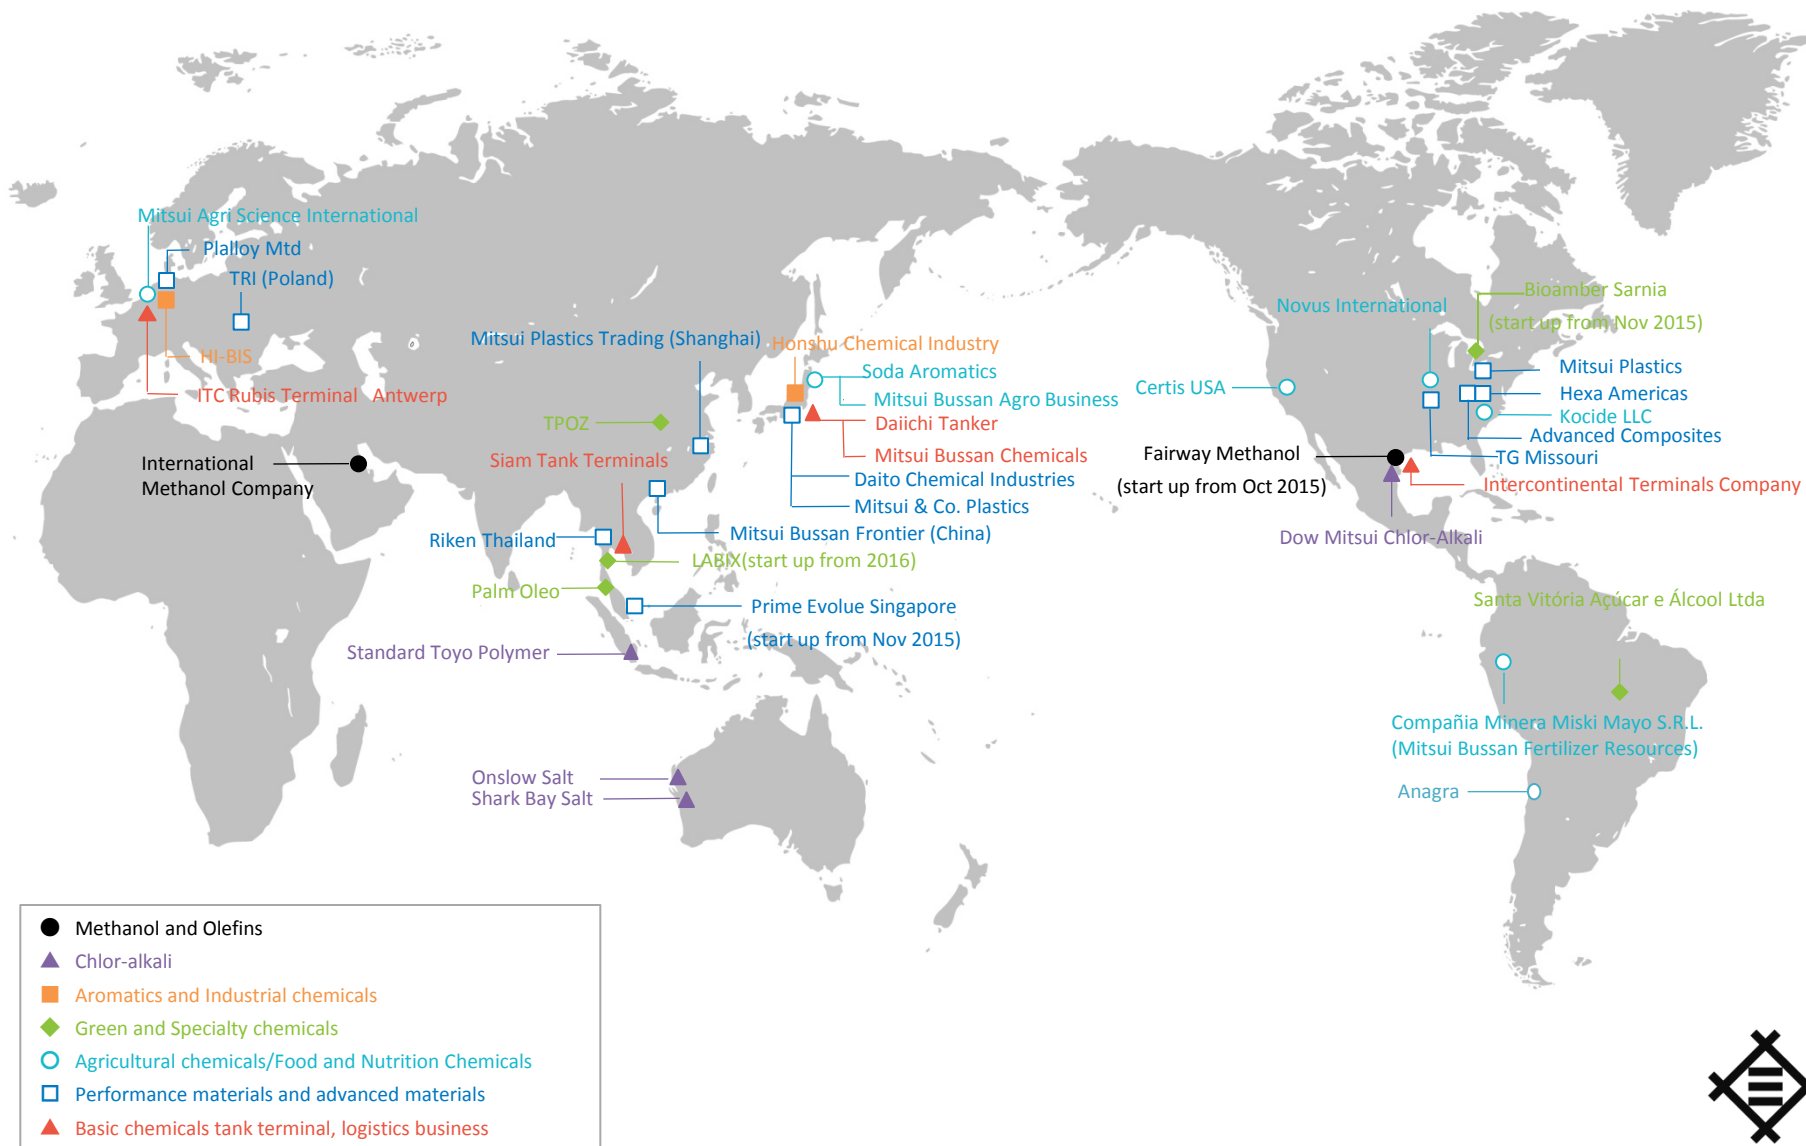 Mitsui Agri Science International
Plalloy Mtd
TRI (Poland)
HI-BIS
ITC Rubis Terminal Antwerp
International
Methanol Company
Mitsui Plastics Trading (Shanghai)
TPOZ
Siam Tank Terminals
Riken Thailand
Palm Oleo
Standard Toyo Polymer
Onslow Salt
Shark Bay Salt
Honshu Chemical Industry
Soda Aromatics
Mitsui Bussan Agro Business
Daiichi Tanker
Mitsui Bussan Chemicals
Daito Chemical Industries
Mitsui & Co. Plastics
Mitsui Bussan Frontier (China)
LABIX(start up from 2016)
Prime Evolue Singapore
(start up from Nov 2015)
Novus International
Certis USA
Fairway Methanol
(start up from Oct 2015)
Dow Mitsui Chlor-Alkali
Bioamber Sarnia
(start up from Nov 2015)
Mitsui Plastics
Hexa Americas
Kocide LLC
Advanced Composites
TG Missouri
Intercontinental Terminals Company
Santa Vitória Açúcar e Álcool Ltda
Compañia Minera Miski Mayo S.R.L.
(Mitsui Bussan Fertilizer Resources)
Anagra
Methanol and Olefins
Chlor-alkali
Aromatics and Industrial chemicals
Green and Specialty chemicals
Agricultural chemicals/Food and Nutrition Chemicals
Performance materials and advanced materials
Basic chemicals tank terminal, logistics business